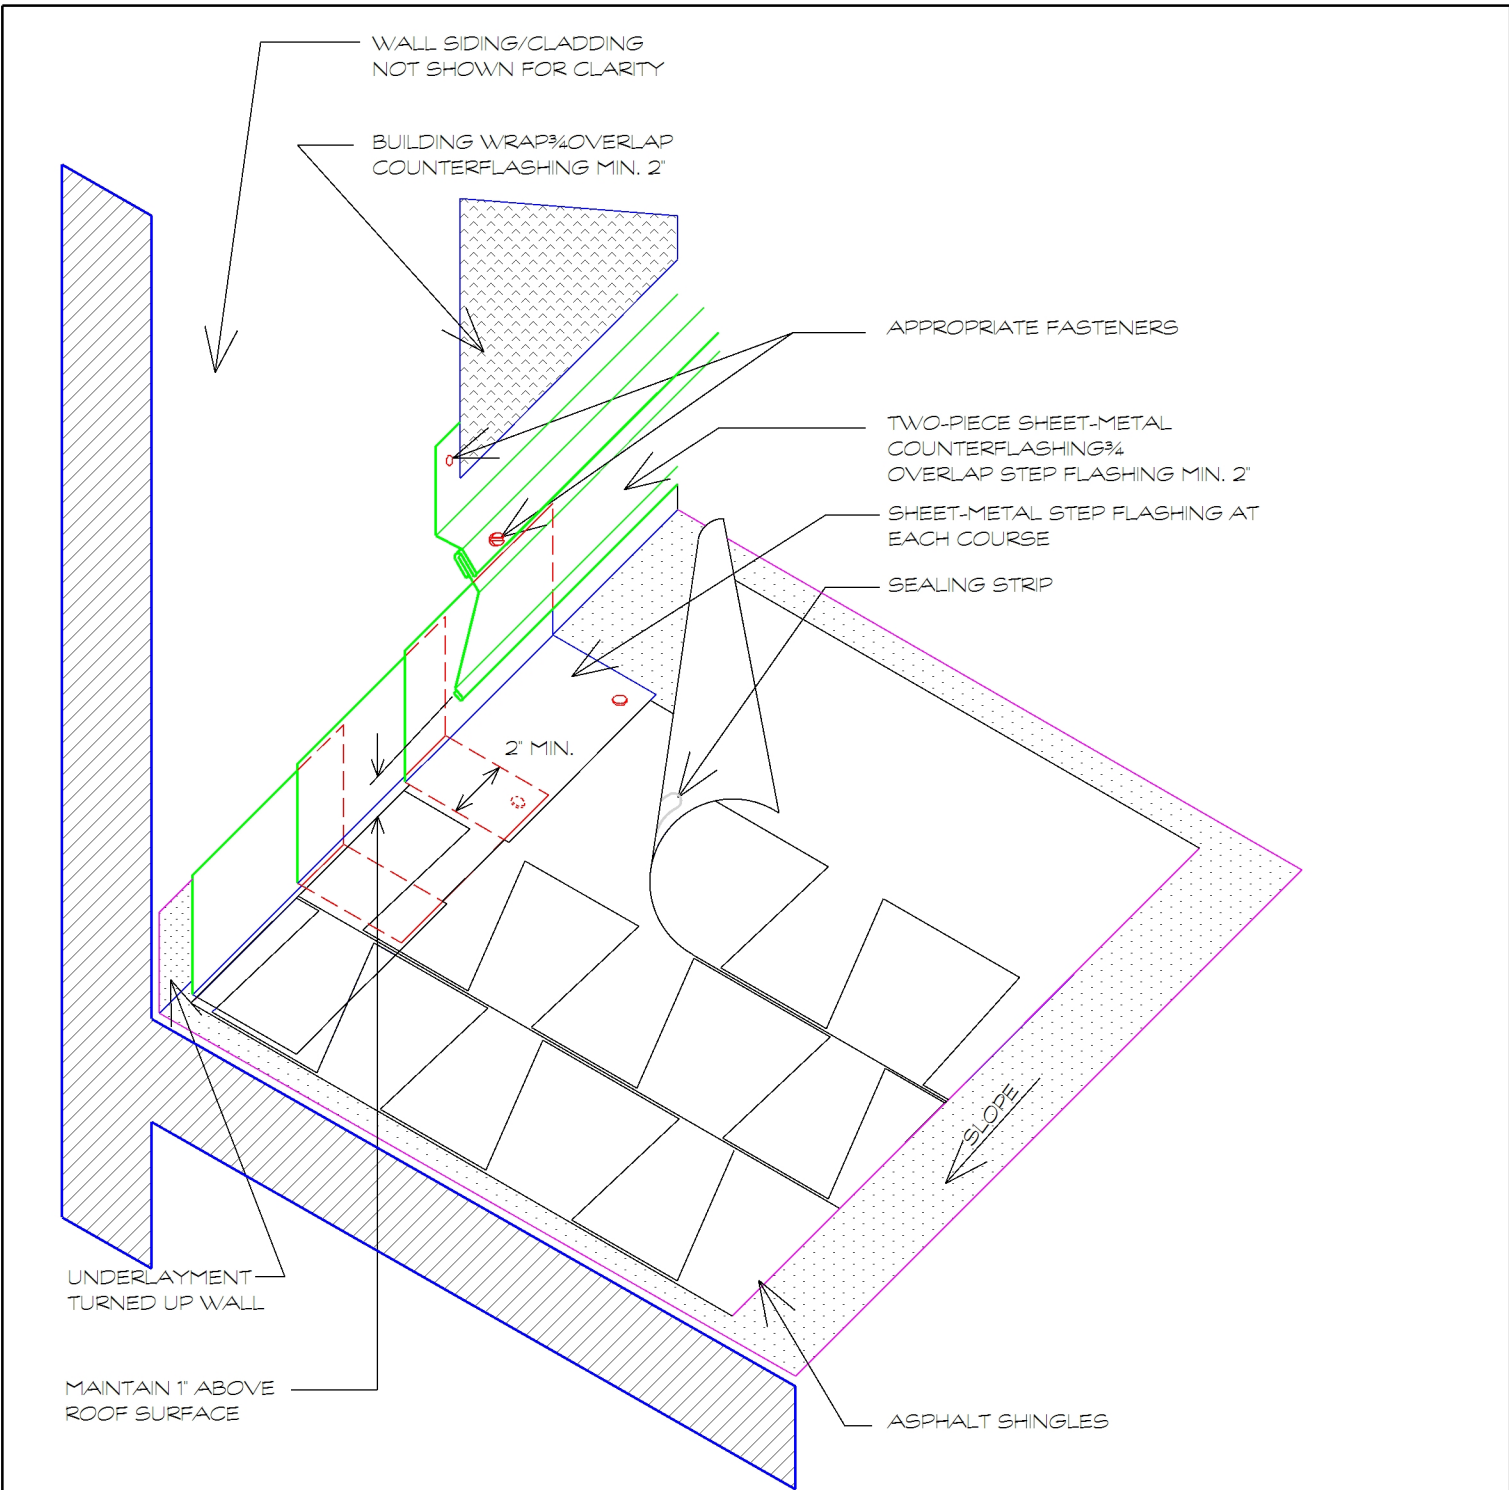 WALL SIDING/CLADDING
NOT SHOWN FOR CLARITY
BUILDING WRAP¾OVERLAP
COUNTERFLASHING MIN. 2"
APPROPRIATE FASTENERS
TWO-PIECE SHEET-METAL
COUNTERFLASHING¾
OVERLAP STEP FLASHING MIN. 2"
SHEET-METAL STEP FLASHING AT
EACH COURSE
SEALING STRIP
2" MIN.
SLOPE
UNDERLAYMENT
TURNED UP WALL
MAINTAIN 1" ABOVE
ROOF SURFACE
ASPHALT SHINGLES